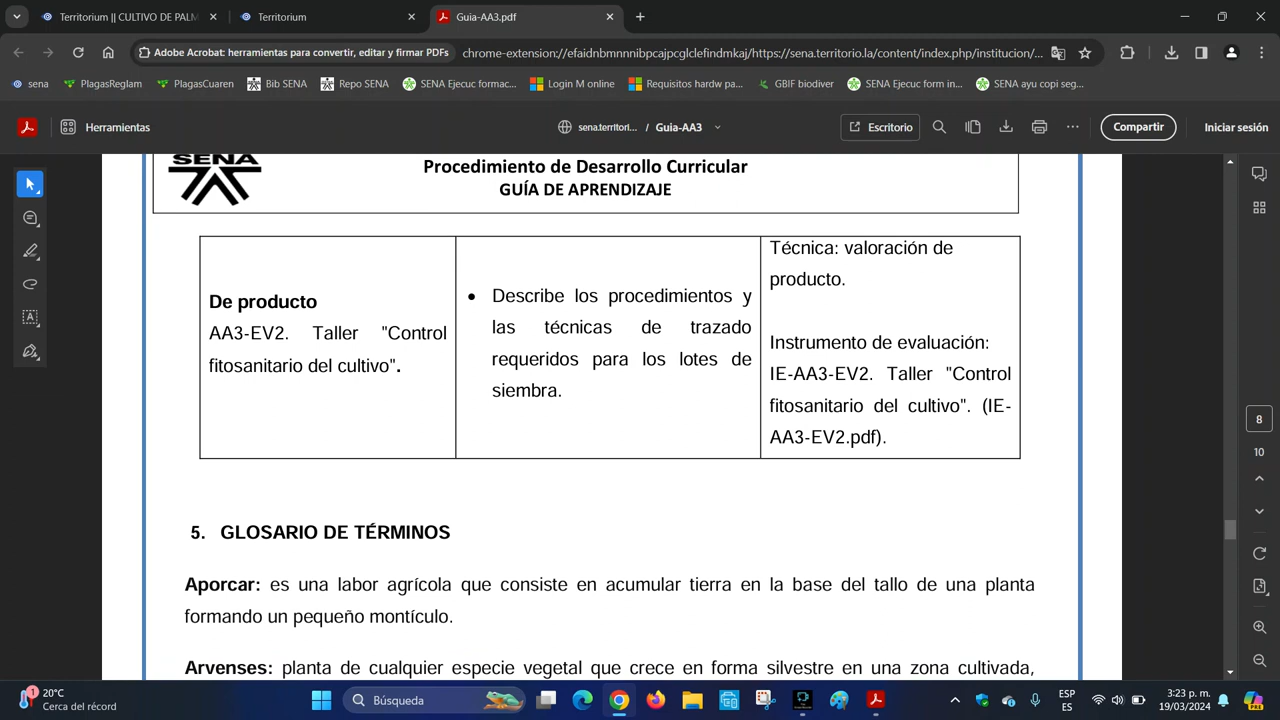 Territorium || CULTIVO DE PALM
Territorium
Guia-AA3.pdf
Adobe Acrobat: herramientas para convertir, editar y firmar PDFs
chrome-extension://efaidnbmnnnibpcajpcglclefindmkaj/https://sena.territorio.la/content/index.php/institucion/...
sena
PlagasReglam
PlagasCuaren
Bib SENA
Repo SENA
SENA Ejecuc formac...
Login M online
Requisitos hardw pa...
GBIF biodiver
SENA Ejecuc form in...
SENA ayu copi seg...
Herramientas
sena.territori... / Guia-AA3
Escritorio
Compartir
Iniciar sesión
SENA
Procedimiento de Desarrollo Curricular
GUÍA DE APRENDIZAJE
De producto
AA3-EV2. Taller "Control
fitosanitario del cultivo".
• Describe los procedimientos y
las técnicas de trazado
requeridos para los lotes de
siembra.
Técnica: valoración de
producto.
Instrumento de evaluación:
IE-AA3-EV2. Taller "Control
fitosanitario del cultivo". (IE-
AA3-EV2.pdf).
8
10
5. GLOSARIO DE TÉRMINOS
Aporcar: es una labor agrícola que consiste en acumular tierra en la base del tallo de una planta
formando un pequeño montículo.
Arvenses: planta de cualquier especie vegetal que crece en forma silvestre en una zona cultivada,
1
20°C
Cerca del récord
Búsqueda
ESP
ES
3:23 p. m.
19/03/2024
PRE